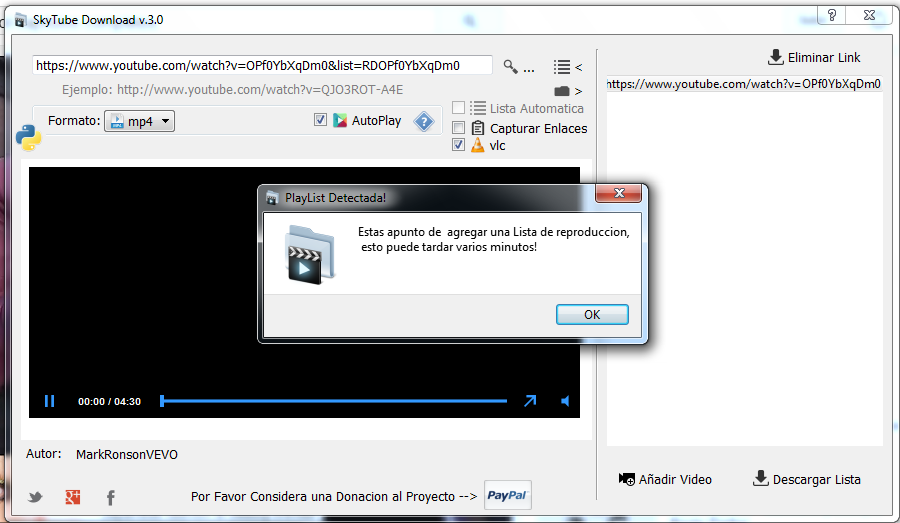 SkyTube Download v.3.0
Eliminar Link
https://www.youtube.com/watch?v=OPf0YbXqDm0&list=RDOPf0YbXqDm0
... <
https://www.youtube.com/watch?v=OPf0YbXqDm0
Ejemplo: http://www.youtube.com/watch?v=QJO3ROT-A4E
>
Lista Automatica
Formato: mp4
AutoPlay
Capturar Enlaces
vlc
PlayList Detectada!
Estas apunto de agregar una Lista de reproduccion,
esto puede tardar varios minutos!
OK
00:00 / 04:30
Autor: MarkRonsonVEVO
Añadir Video
Descargar Lista
Por Favor Considera una Donacion al Proyecto -->
PayPal